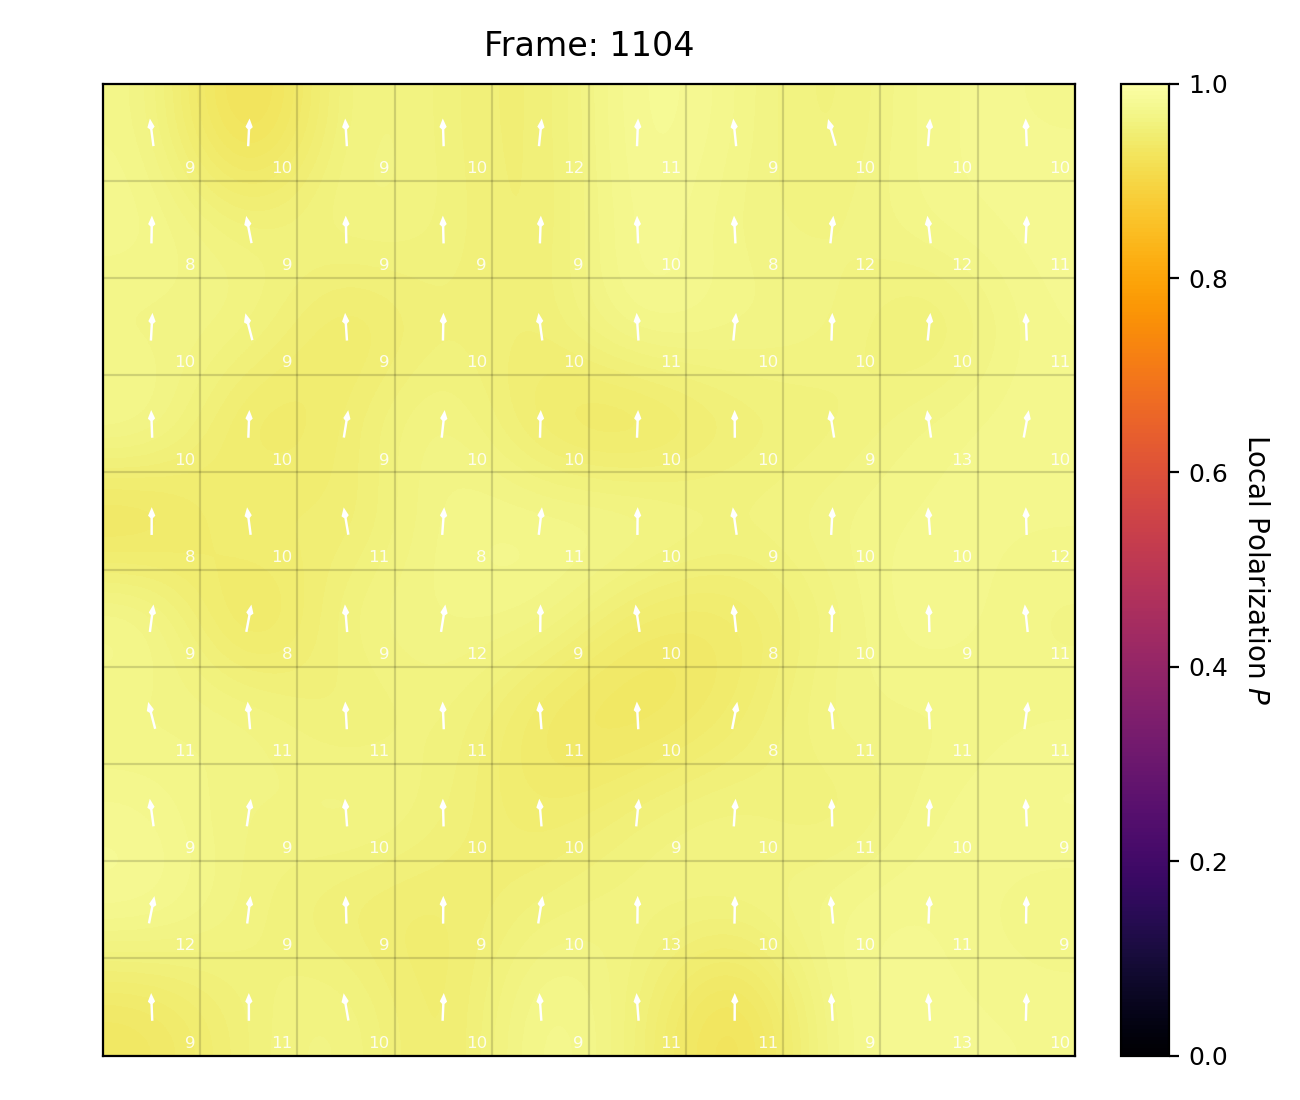 Frame: 1104
9 10 9 10 12 11 9 10 10 10
8 9 9 9 9 10 8 12 12 11
10 9 9 10 10 11 10 10 10 11
10 10 9 10 10 10 10 9 13 10
8 10 11 8 11 10 9 10 10 12
9 8 9 12 9 10 8 10 9 11
11 11 11 11 11 10 8 11 11 11
9 9 10 10 10 9 10 11 10 9
12 9 9 9 10 13 10 10 11 9
9 11 10 10 9 11 11 9 13 10
1.0
0.8
0.6
0.4
0.2
0.0
Local Polarization P